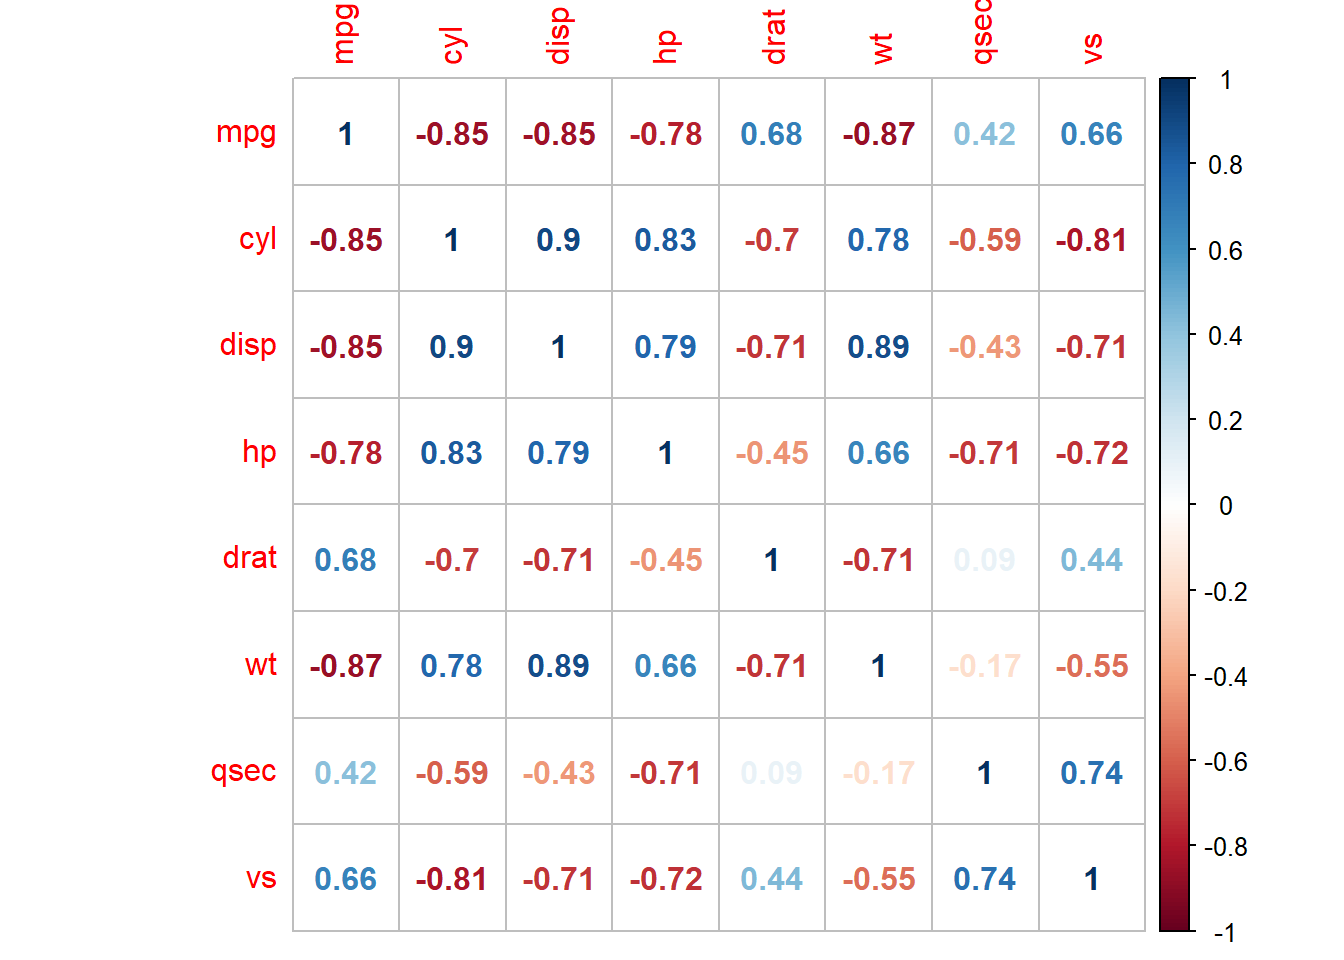 mpg cyl disp hp drat wt qsec vs
mpg 1 -0.85 -0.85 -0.78 0.68 -0.87 0.42 0.66
cyl -0.85 1 0.9 0.83 -0.7 0.78 -0.59 -0.81
disp -0.85 0.9 1 0.79 -0.71 0.89 -0.43 -0.71
hp -0.78 0.83 0.79 1 -0.45 0.66 -0.71 -0.72
drat 0.68 -0.7 -0.71 -0.45 1 -0.71 0.09 0.44
wt -0.87 0.78 0.89 0.66 -0.71 1 -0.17 -0.55
qsec 0.42 -0.59 -0.43 -0.71 0.09 -0.17 1 0.74
vs 0.66 -0.81 -0.71 -0.72 0.44 -0.55 0.74 1
1
0.8
0.6
0.4
0.2
0
-0.2
-0.4
-0.6
-0.8
-1